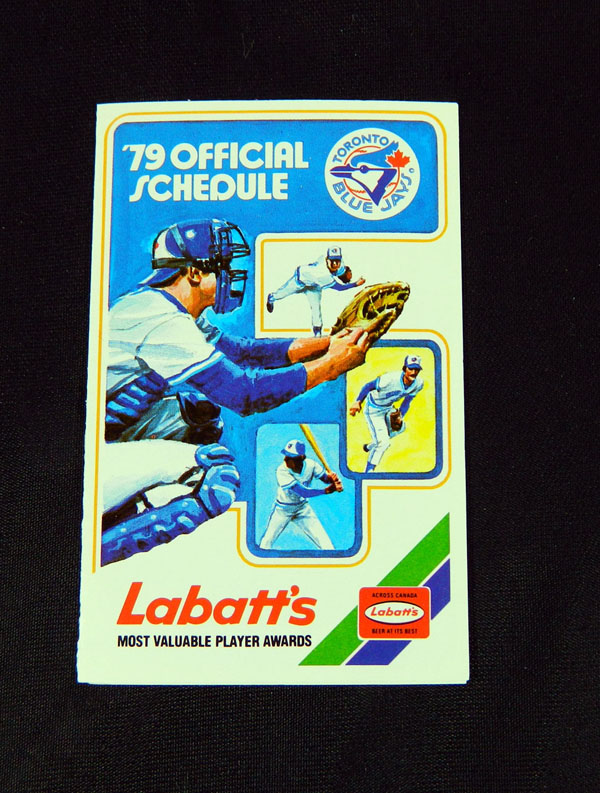 '79 OFFICIAL
SCHEDULE
TORONTO
BLUE JAYS
Labatt's
MOST VALUABLE PLAYER AWARDS
ACROSS CANADA
Labatt's
BEER AT ITS BEST